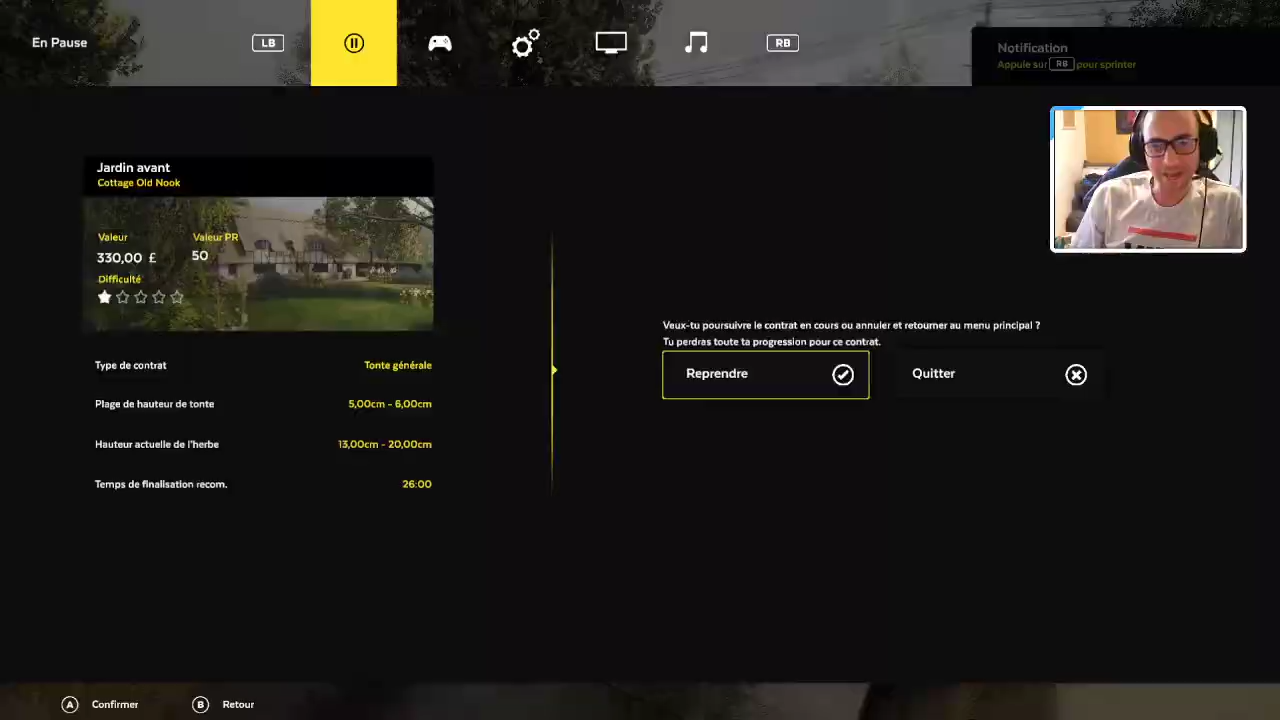 En Pause
LB
RB
Notification
Appuie sur RB pour sprinter
Jardin avant
Cottage Old Nook
Valeur
Valeur PR
330,00 £
50
Difficulté
Type de contrat
Tonte générale
Plage de hauteur de tonte
5,00cm - 6,00cm
Hauteur actuelle de l'herbe
13,00cm - 20,00cm
Temps de finalisation recom.
26:00
Veux-tu poursuivre le contrat en cours ou annuler et retourner au menu principal ?
Tu perdras toute ta progression pour ce contrat.
Reprendre
Quitter
A Confirmer
B Retour